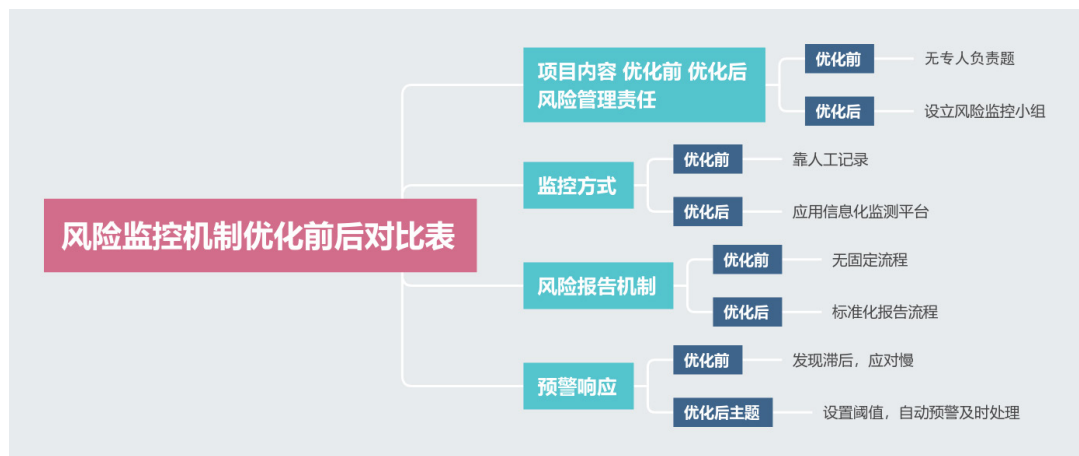 风险监控机制优化前后对比表
项目内容 优化前 优化后
风险管理责任
优化前
无专人负责题
优化后
设立风险监控小组
监控方式
优化前
靠人工记录
优化后
应用信息化监测平台
风险报告机制
优化前
无固定流程
优化后
标准化报告流程
预警响应
优化前
发现滞后，应对慢
优化后主题
设置阈值，自动预警及时处理